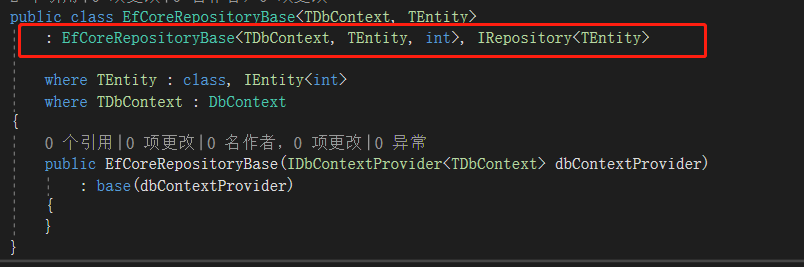 public class EfCoreRepositoryBase<TDbContext, TEntity>
: EfCoreRepositoryBase<TDbContext, TEntity, int>, IRepository<TEntity>
where TEntity : class, IEntity<int>
where TDbContext : DbContext
{
0 个引用|0 项更改|0 名作者，0 项更改|0 异常
public EfCoreRepositoryBase(IDbContextProvider<TDbContext> dbContextProvider)
: base(dbContextProvider)
{
}
}